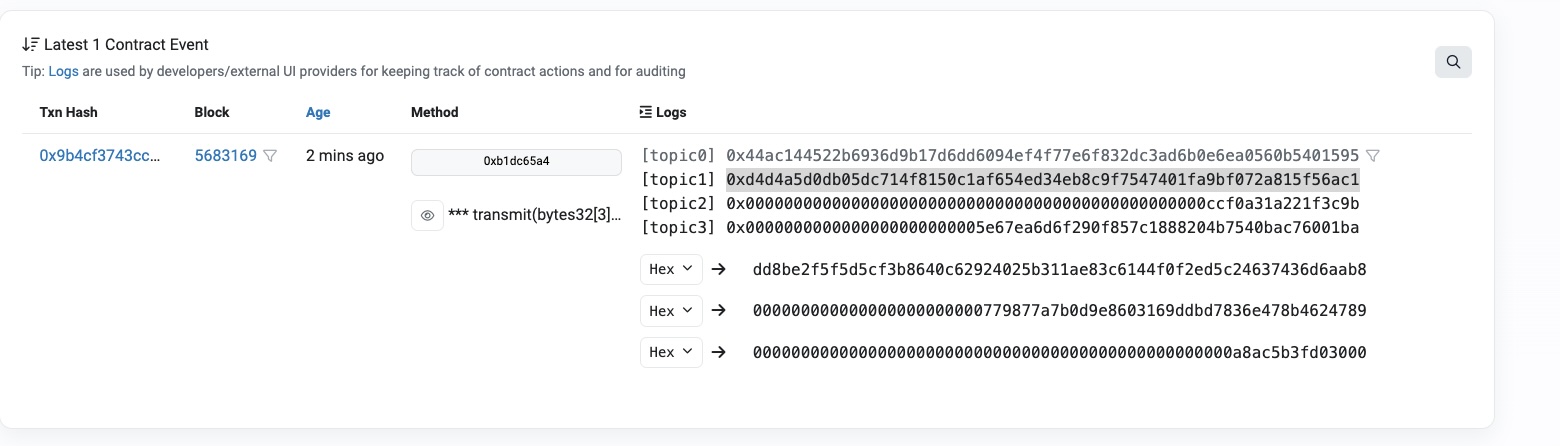 Latest 1 Contract Event
Tip: Logs are used by developers/external UI providers for keeping track of contract actions and for auditing
Txn Hash Block Age Method Logs
0x9b4cf3743cc... 5683169 2 mins ago 0xb1dc65a4
*** transmit(bytes32[3]...
[topic0] 0x44ac144522b6936d9b17d6dd6094ef4f77e6f832dc3ad6b0e6ea0560b5401595
[topic1] 0xd4d4a5d0db05dc714f8150c1af654ed34eb8c9f7547401fa9bf072a815f56ac1
[topic2] 0x000000000000000000000000000000000000000000000000ccf0a31a221f3c9b
[topic3] 0x0000000000000000000000005e67ea6d6f290f857c1888204b7540bac76001ba
Hex dd8be2f5f5d5cf3b8640c62924025b311ae83c6144f0f2ed5c24637436d6aab8
Hex 000000000000000000000000779877a7b0d9e8603169ddbd7836e478b4624789
Hex 00000000000000000000000000000000000000000000000000a8ac5b3fd03000